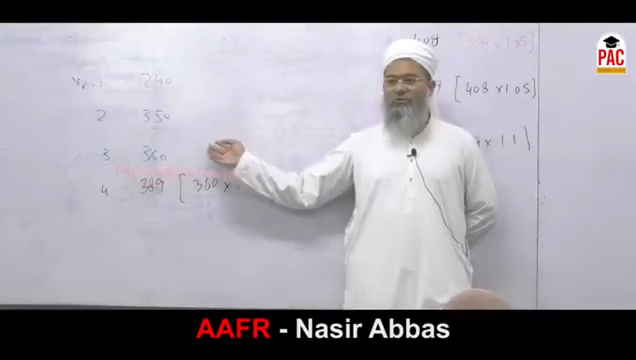 408 [392 x 1.05]
PAC
yr-1 240
[408 x 1.05]
2 350
3 360
x 1.1]
4 389 [360 x
AAFR - Nasir Abbas